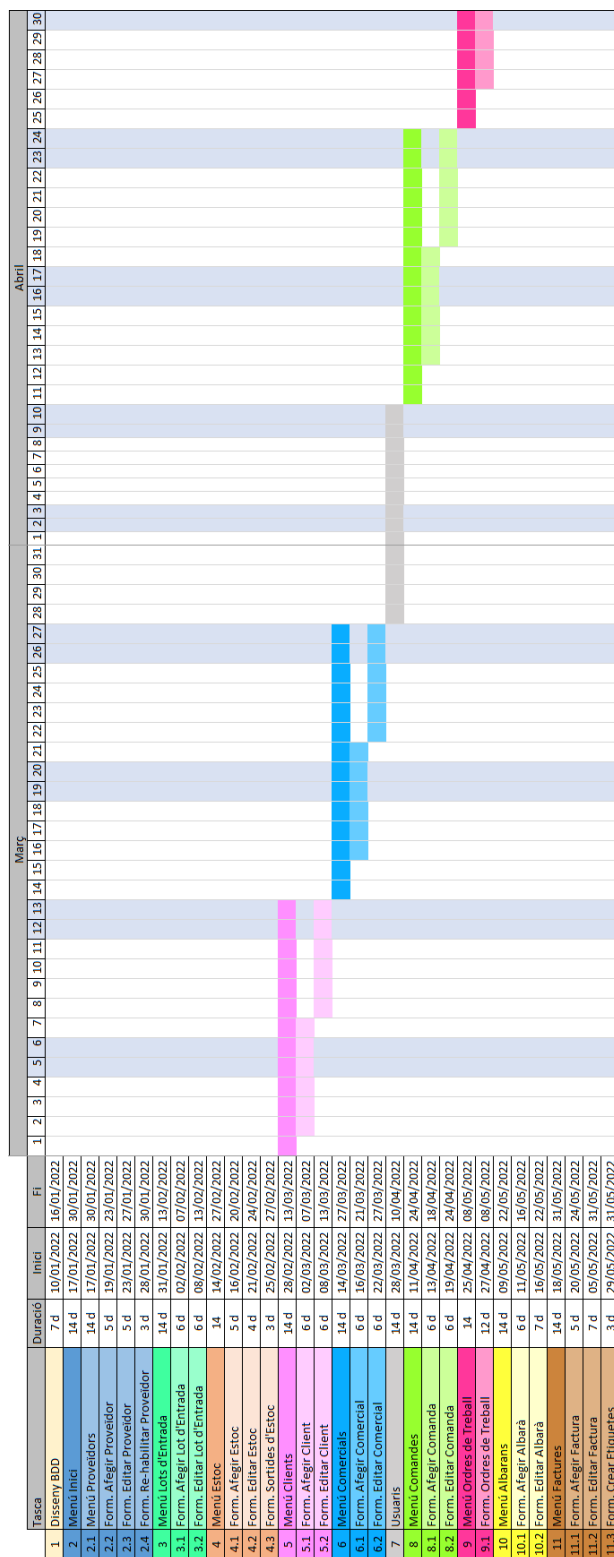 Març Abril
Tasca Duració Inici Fi 1 2 3 4 5 6 7 8 9 10 11 12 13 14 15 16 17 18 19 20 21 22 23 24 25 26 27 28 29 30 31 1 2 3 4 5 6 7 8 9 10 11 12 13 14 15 16 17 18 19 20 21 22 23 24 25 26 27 28 29 30
1 Disseny BDD 7 d 10/01/2022 16/01/2022
2 Menú Inici 14 d 17/01/2022 30/01/2022
2.1 Menú Proveïdors 14 d 17/01/2022 30/01/2022
2.2 Form. Afegir Proveïdor 5 d 19/01/2022 23/01/2022
2.3 Form. Editar Proveïdor 5 d 23/01/2022 27/01/2022
2.4 Form. Re-habilitar Proveïdor 3 d 28/01/2022 30/01/2022
3 Menú Lots d'Entrada 14 d 31/01/2022 13/02/2022
3.1 Form. Afegir Lot d'Entrada 6 d 02/02/2022 07/02/2022
3.2 Form. Editar Lot d'Entrada 6 d 08/02/2022 13/02/2022
4 Menú Estoc 14 14/02/2022 27/02/2022
4.1 Form. Afegir Estoc 5 d 16/02/2022 20/02/2022
4.2 Form. Editar Estoc 4 d 21/02/2022 24/02/2022
4.3 Form. Sortides d'Estoc 3 d 25/02/2022 27/02/2022
5 Menú Clients 14 d 28/02/2022 13/03/2022
5.1 Form. Afegir Client 6 d 02/03/2022 07/03/2022
5.2 Form. Editar Client 6 d 08/03/2022 13/03/2022
6 Menú Comercials 14 d 14/03/2022 27/03/2022
6.1 Form. Afegir Comercial 6 d 16/03/2022 21/03/2022
6.2 Form. Editar Comercial 6 d 22/03/2022 27/03/2022
7 Usuaris 14 d 28/03/2022 10/04/2022
8 Menú Comandes 14 d 11/04/2022 24/04/2022
8.1 Form. Afegir Comanda 6 d 13/04/2022 18/04/2022
8.2 Form. Editar Comanda 6 d 19/04/2022 24/04/2022
9 Menú Ordres de Treball 14 25/04/2022 08/05/2022
9.1 Form. Ordres de Treball 12 d 27/04/2022 08/05/2022
10 Menú Albarans 14 d 09/05/2022 22/05/2022
10.1 Form. Afegir Albarà 6 d 11/05/2022 16/05/2022
10.2 Form. Editar Albarà 7 d 16/05/2022 22/05/2022
11 Menú Factures 14 d 18/05/2022 31/05/2022
11.1 Form. Afegir Factura 5 d 20/05/2022 24/05/2022
11.2 Form. Editar Factura 7 d 05/05/2022 31/05/2022
Form. Crear Etiquetes 3 d 29/05/2022 31/05/2022